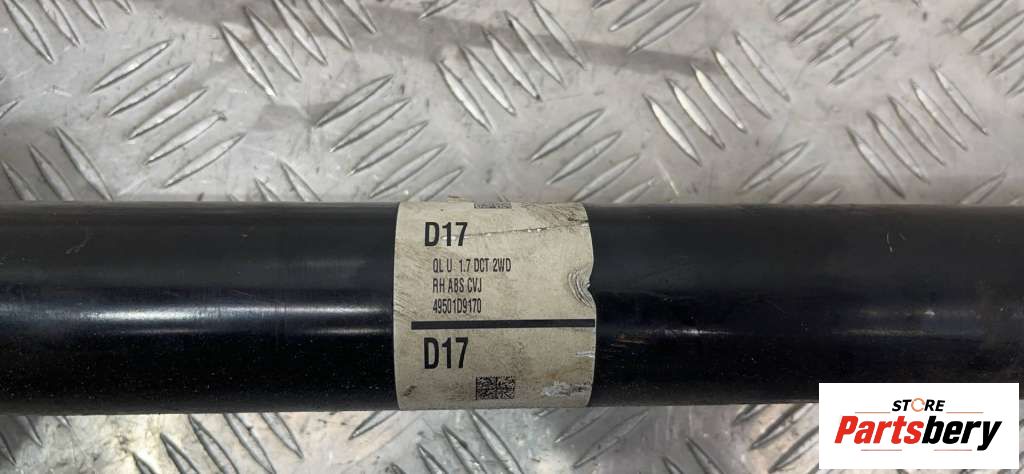 D17
QL U 1.7 DCT 2WD
RH ABS CVJ
49501D9170
D17
STORE
Partsbery